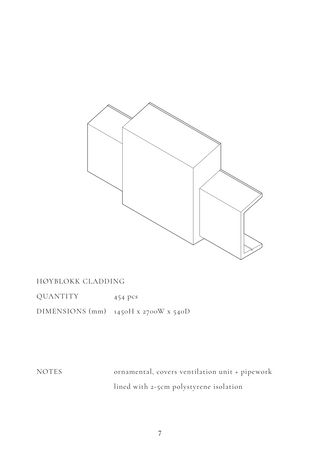 HØYBLOKK CLADDING
QUANTITY 454 pcs
DIMENSIONS (mm) 1450H x 2700W x 540D
NOTES ornamental, covers ventilation unit + pipework
lined with 2-5cm polystyrene isolation
7